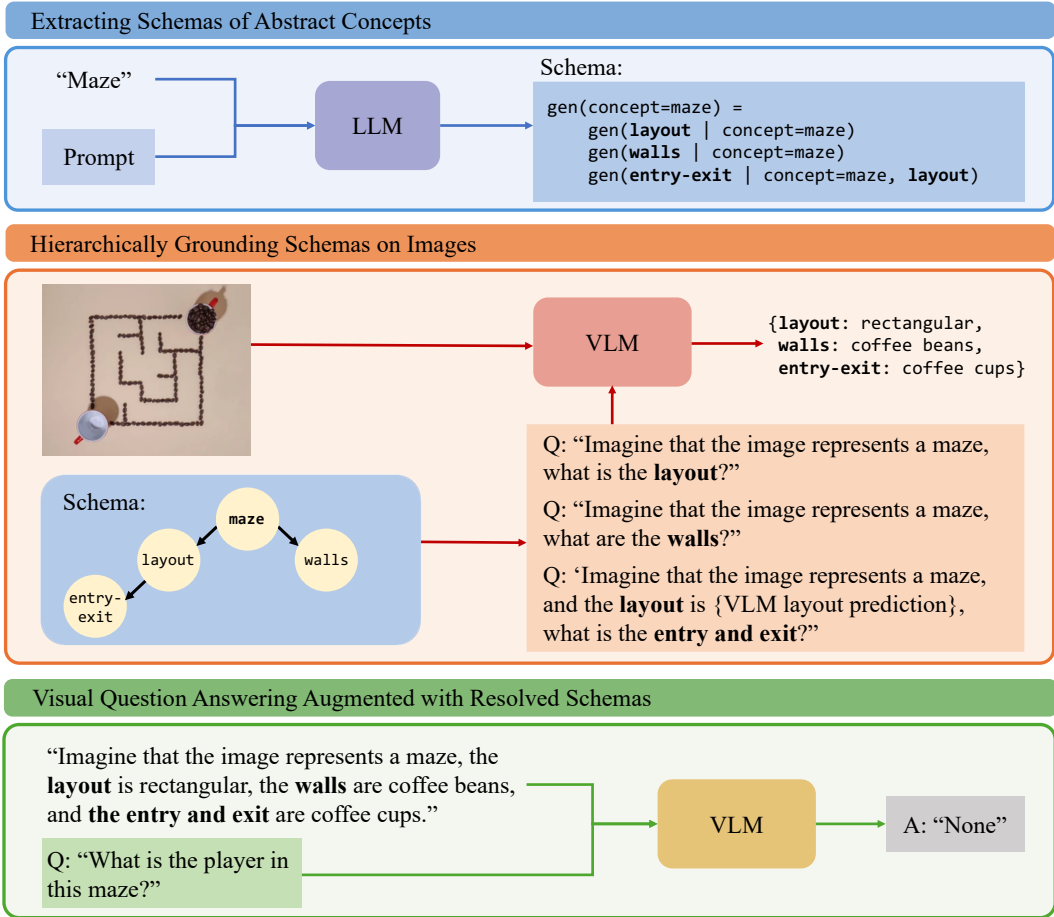 Extracting Schemas of Abstract Concepts
“Maze”
Prompt
LLM
Schema:
gen(concept=maze) =
gen(layout | concept=maze)
gen(walls | concept=maze)
gen(entry-exit | concept=maze, layout)
Hierarchically Grounding Schemas on Images
VLM
{layout: rectangular,
walls: coffee beans,
entry-exit: coffee cups}
Schema:
maze
layout
walls
entry-
exit
Q: “Imagine that the image represents a maze,
what is the layout?”
Q: “Imagine that the image represents a maze,
what are the walls?”
Q: ‘Imagine that the image represents a maze,
and the layout is {VLM layout prediction},
what is the entry and exit?”
Visual Question Answering Augmented with Resolved Schemas
“Imagine that the image represents a maze, the
layout is rectangular, the walls are coffee beans,
and the entry and exit are coffee cups.”
Q: “What is the player in
this maze?”
VLM
A: “None”